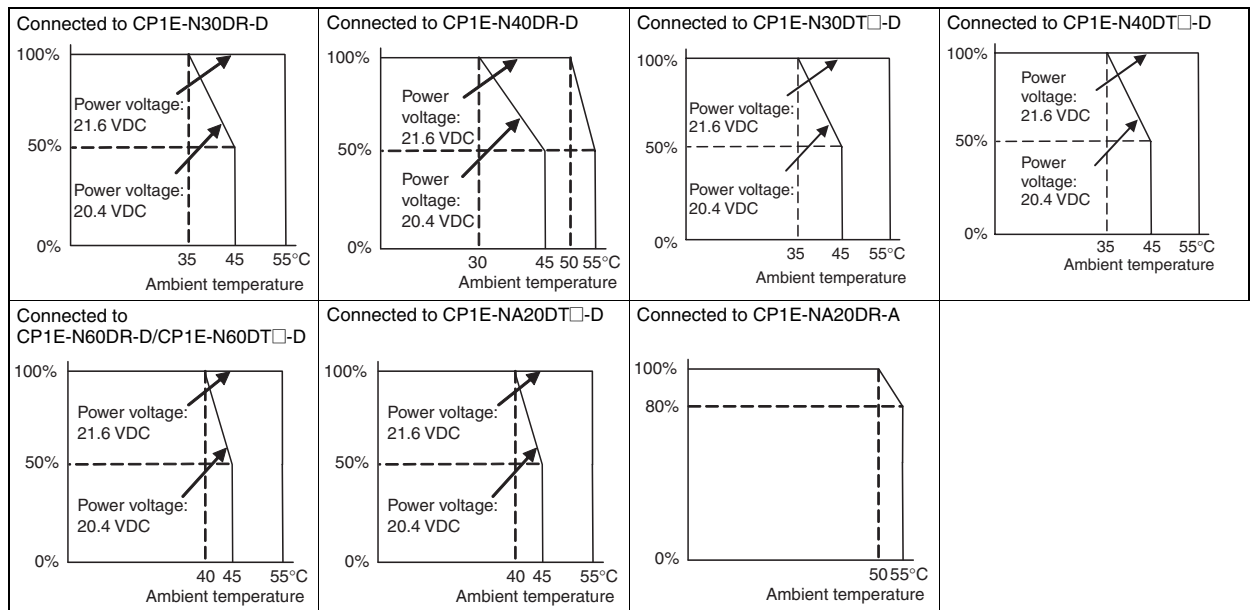 Connected to CP1E-N30DR-D
100%
Power voltage:
21.6 VDC
50%
Power voltage:
20.4 VDC
0%
35 45 55°C
Ambient temperature
Connected to CP1E-N40DR-D
100%
Power
voltage:
21.6 VDC
50%
Power
voltage:
20.4 VDC
0%
30 45 50 55°C
Ambient temperature
Connected to CP1E-N30DT□-D
100%
Power voltage:
21.6 VDC
50%
Power voltage:
20.4 VDC
0%
35 45 55°C
Ambient temperature
Connected to CP1E-N40DT□-D
100%
Power
voltage:
21.6 VDC
50%
Power
voltage:
20.4 VDC
0%
35 45 55°C
Ambient temperature
Connected to
CP1E-N60DR-D/CP1E-N60DT□-D
100%
Power voltage:
21.6 VDC
50%
Power voltage:
20.4 VDC
0%
40 45 55°C
Ambient temperature
Connected to CP1E-NA20DT□-D
100%
Power voltage:
21.6 VDC
50%
Power voltage:
20.4 VDC
0%
40 45 55°C
Ambient temperature
Connected to CP1E-NA20DR-A
100%
80%
0%
50 55°C
Ambient temperature